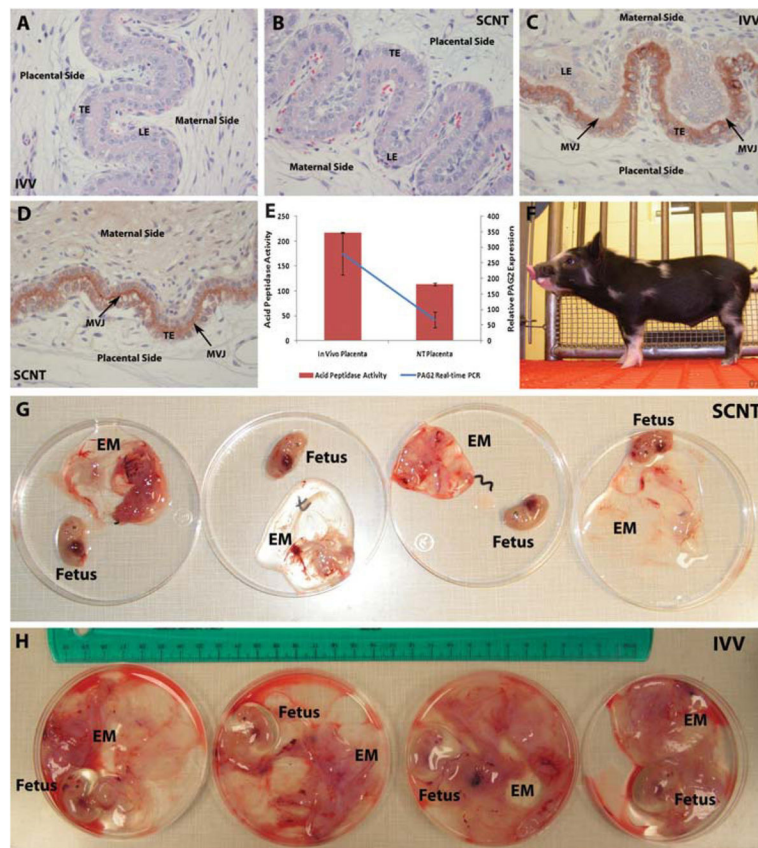 A
Placental Side
TE
Maternal Side
LE
IVV
B
SCNT
TE
Placental Side
Maternal Side
LE
C
Maternal Side
IVV
LE
MVJ
TE
MVJ
Placental Side
D
Maternal Side
MVJ
TE
MVJ
Placental Side
SCNT
E
Acid Peptidase Activity
250
200
150
100
50
0
400
350
300
250
200
150
100
50
0
Relative PAG2 Expression
In Vivo Placenta
NT Placenta
Acid Peptidase Activity
PAG2 Real-time PCR
F
G
SCNT
EM
Fetus
Fetus
EM
EM
Fetus
Fetus
EM
H
IVV
EM
Fetus
Fetus
EM
Fetus
EM
EM
Fetus